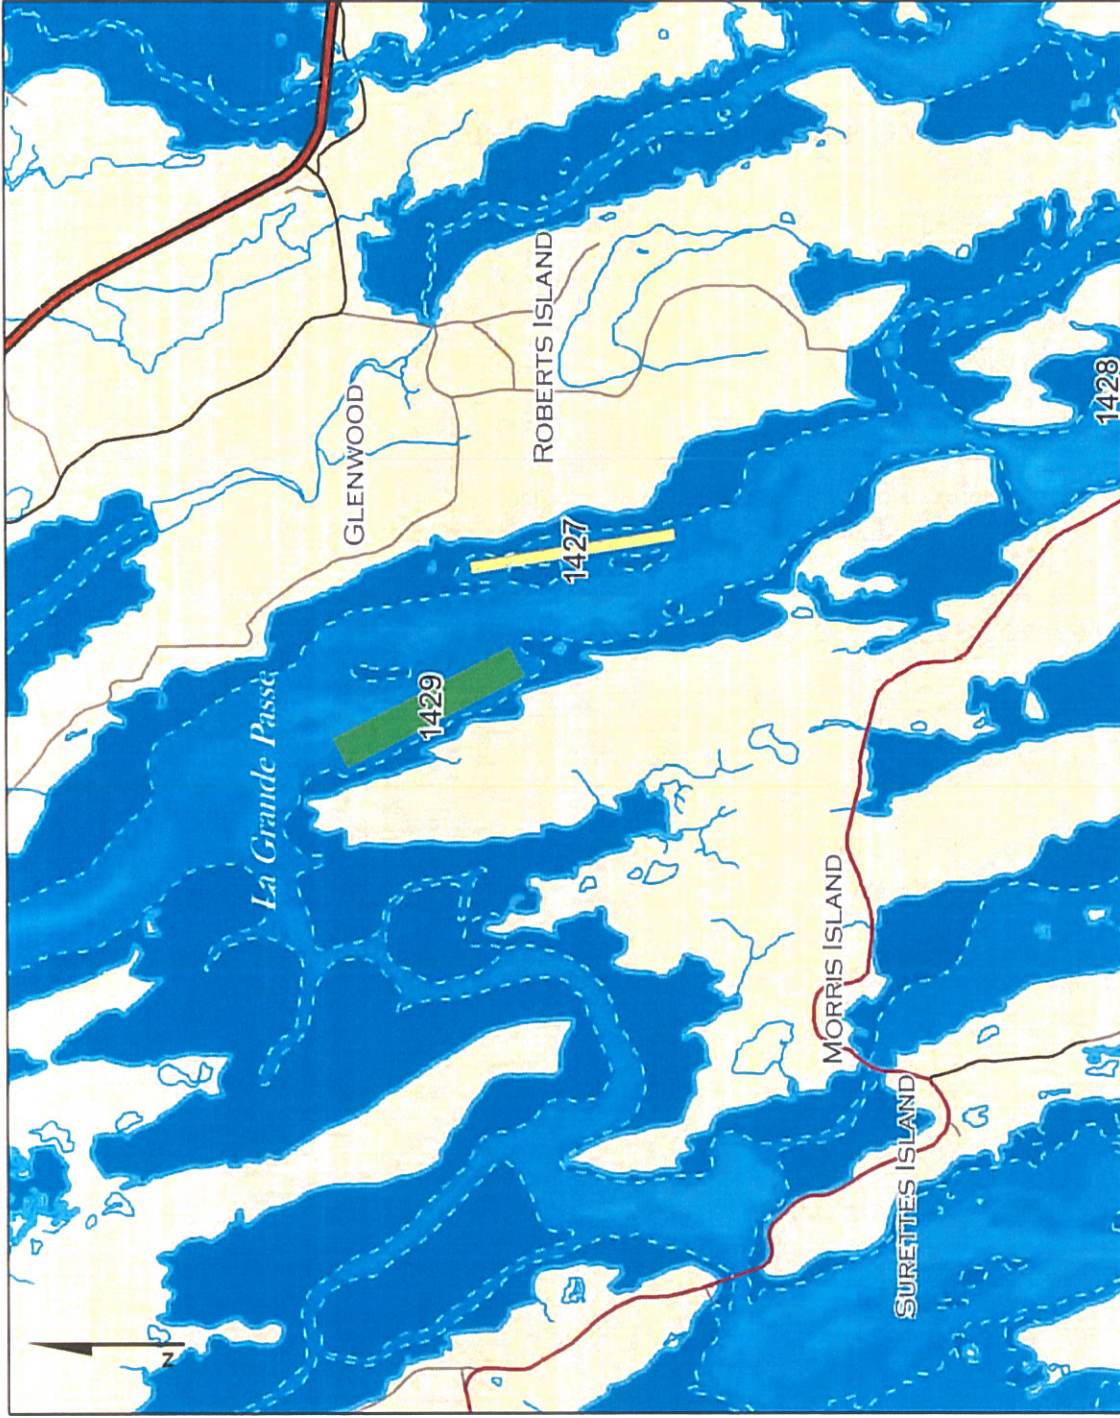 N
La Grande Passe
GLENWOOD
1429
ROBERTS ISLAND
1427
MORRIS ISLAND
SURETTES ISLAND
1428